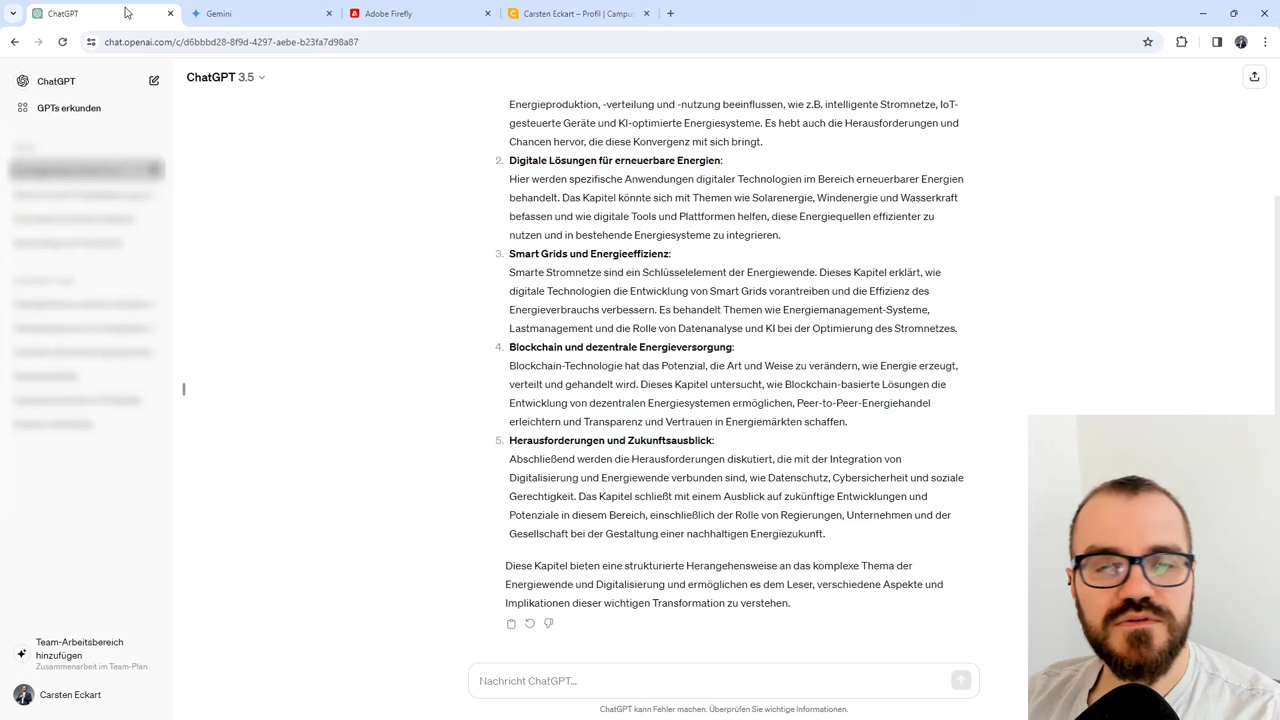 ChatGPT
Gemini
Adobe Firefly
Carsten Eckart – Profil | Campus
chat.openai.com/c/d6bbbd28-8f9d-4297-aebe-b23fa7d98a87
ChatGPT
GPTs erkunden
ChatGPT 3.5
Energieproduktion, -verteilung und -nutzung beeinflussen, wie z.B. intelligente Stromnetze, IoT-
gesteuerte Geräte und KI-optimierte Energiesysteme. Es hebt auch die Herausforderungen und
Chancen hervor, die diese Konvergenz mit sich bringt.
2. Digitale Lösungen für erneuerbare Energien:
Hier werden spezifische Anwendungen digitaler Technologien im Bereich erneuerbarer Energien
behandelt. Das Kapitel könnte sich mit Themen wie Solarenergie, Windenergie und Wasserkraft
befassen und wie digitale Tools und Plattformen helfen, diese Energiequellen effizienter zu
nutzen und in bestehende Energiesysteme zu integrieren.
3. Smart Grids und Energieeffizienz:
Smarte Stromnetze sind ein Schlüsselelement der Energiewende. Dieses Kapitel erklärt, wie
digitale Technologien die Entwicklung von Smart Grids vorantreiben und die Effizienz des
Energieverbrauchs verbessern. Es behandelt Themen wie Energiemanagement-Systeme,
Lastmanagement und die Rolle von Datenanalyse und KI bei der Optimierung des Stromnetzes.
4. Blockchain und dezentrale Energieversorgung:
Blockchain-Technologie hat das Potenzial, die Art und Weise zu verändern, wie Energie erzeugt,
verteilt und gehandelt wird. Dieses Kapitel untersucht, wie Blockchain-basierte Lösungen die
Entwicklung von dezentralen Energiesystemen ermöglichen, Peer-to-Peer-Energiehandel
erleichtern und Transparenz und Vertrauen in Energiemärkten schaffen.
5. Herausforderungen und Zukunftsausblick:
Abschließend werden die Herausforderungen diskutiert, die mit der Integration von
Digitalisierung und Energiewende verbunden sind, wie Datenschutz, Cybersicherheit und soziale
Gerechtigkeit. Das Kapitel schließt mit einem Ausblick auf zukünftige Entwicklungen und
Potenziale in diesem Bereich, einschließlich der Rolle von Regierungen, Unternehmen und der
Gesellschaft bei der Gestaltung einer nachhaltigen Energiezukunft.
Diese Kapitel bieten eine strukturierte Herangehensweise an das komplexe Thema der
Energiewende und Digitalisierung und ermöglichen es dem Leser, verschiedene Aspekte und
Implikationen dieser wichtigen Transformation zu verstehen.
Team-Arbeitsbereich
hinzufügen
Zusammenarbeit im Team-Plan
Carsten Eckart
Nachricht ChatGPT...
ChatGPT kann Fehler machen. Überprüfen Sie wichtige Informationen.